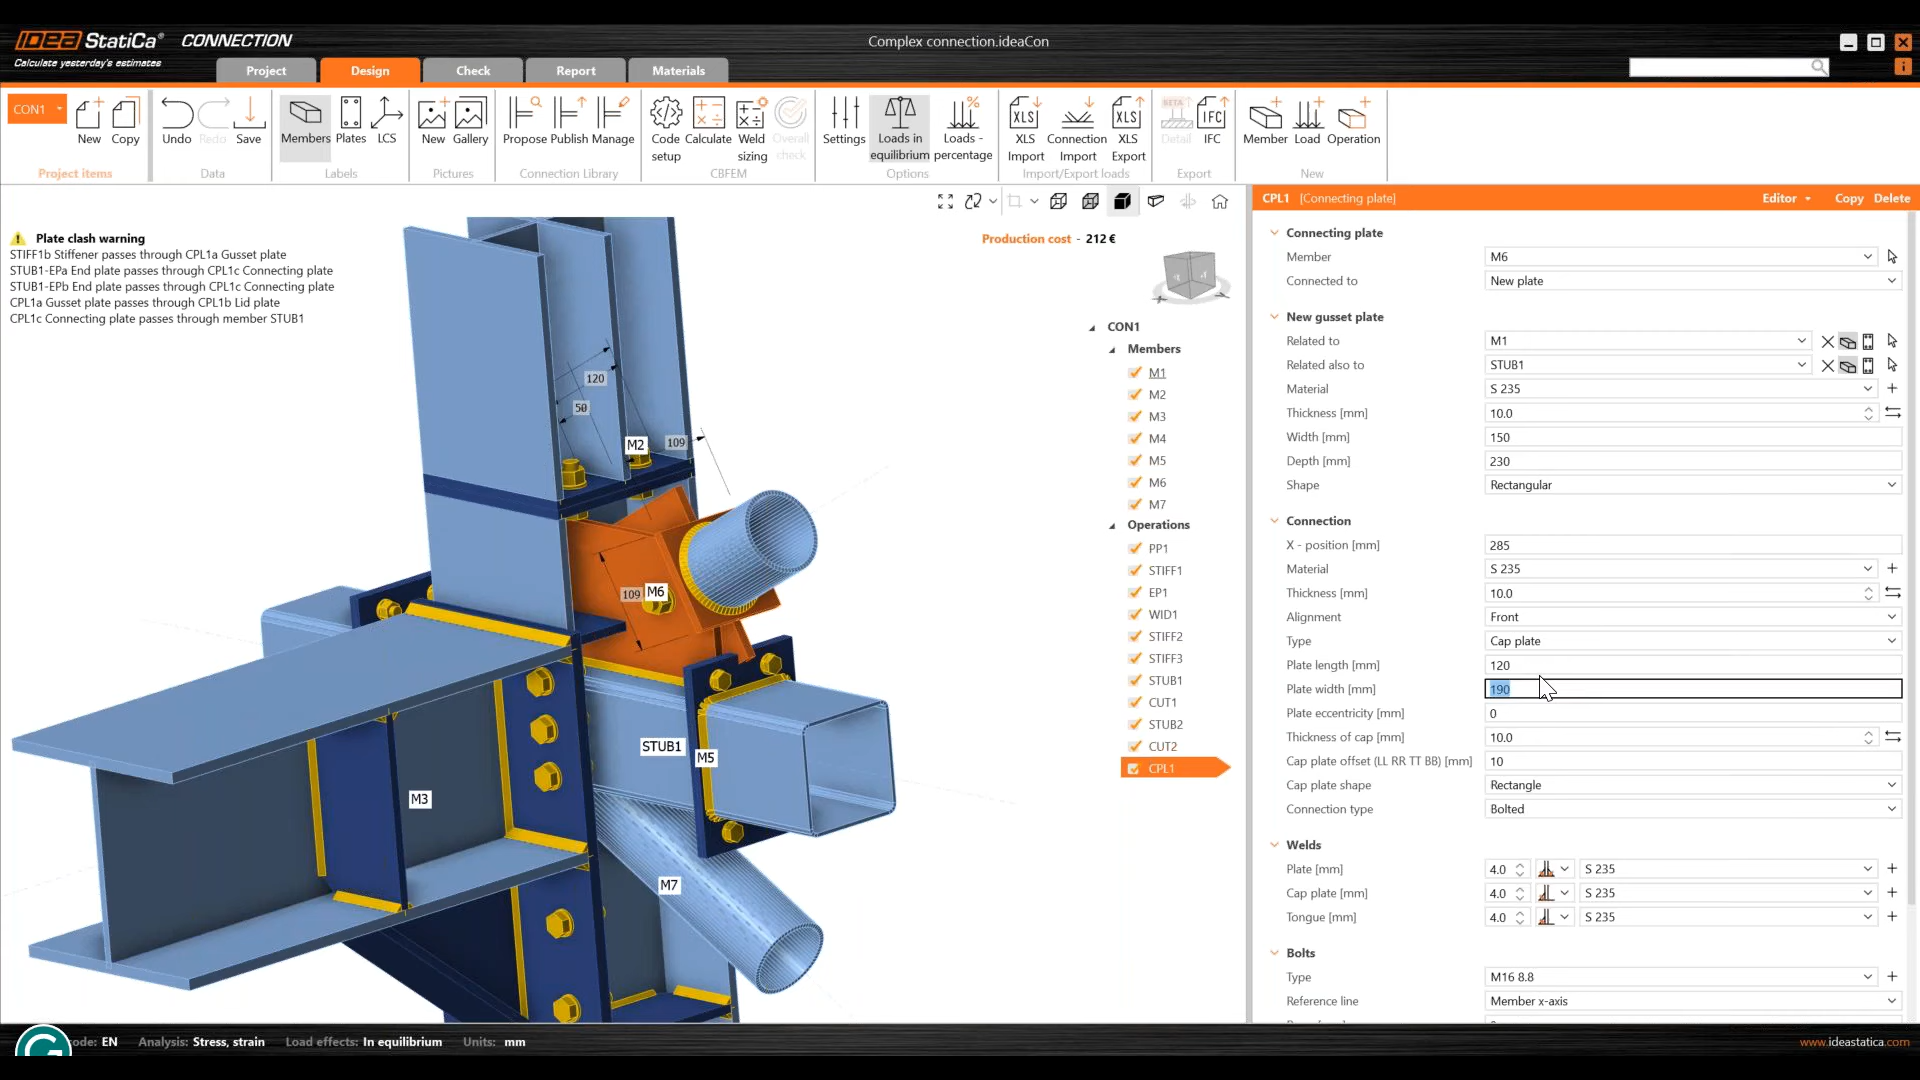 IDEA StatiCa® CONNECTION
Calculate yesterday's estimates
Complex connection.ideaCon
Project Design Check Report Materials
CON1
New Copy Undo Redo Save Members Plates LCS New Gallery Propose Publish Manage Code setup Calculate Weld sizing Overall check Settings Loads in equilibrium Loads - percentage XLS Import Connection Import XLS Export BETA Detail IFC Member Load Operation
Project items Data Labels Pictures Connection Library CBFEM Options Import/Export loads Export New
Plate clash warning
STIFF1b Stiffener passes through CPL1a Gusset plate
STUB1-EPa End plate passes through CPL1c Connecting plate
STUB1-EPb End plate passes through CPL1c Connecting plate
CPL1a Gusset plate passes through CPL1b Lid plate
CPL1c Connecting plate passes through member STUB1
Production cost - 212 €
120
50
M2
109
109
M6
STUB1
M5
M3
M7
CON1
Members
M1
M2
M3
M4
M5
M6
M7
Operations
PP1
STIFF1
EP1
WID1
STIFF2
STIFF3
STUB1
CUT1
STUB2
CUT2
CPL1
CPL1 [Connecting plate] Editor Copy Delete
Connecting plate
Member M6
Connected to New plate
New gusset plate
Related to M1
Related also to STUB1
Material S 235
Thickness [mm] 10.0
Width [mm] 150
Depth [mm] 230
Shape Rectangular
Connection
X - position [mm] 285
Material S 235
Thickness [mm] 10.0
Alignment Front
Type Cap plate
Plate length [mm] 120
Plate width [mm] 190
Plate eccentricity [mm] 0
Thickness of cap [mm] 10.0
Cap plate offset (LL RR TT BB) [mm] 10
Cap plate shape Rectangle
Connection type Bolted
Welds
Plate [mm] 4.0 S 235
Cap plate [mm] 4.0 S 235
Tongue [mm] 4.0 S 235
Bolts
Type M16 8.8
Reference line Member x-axis
ode: EN Analysis: Stress, strain Load effects: In equilibrium Units: mm
www.ideastatica.com